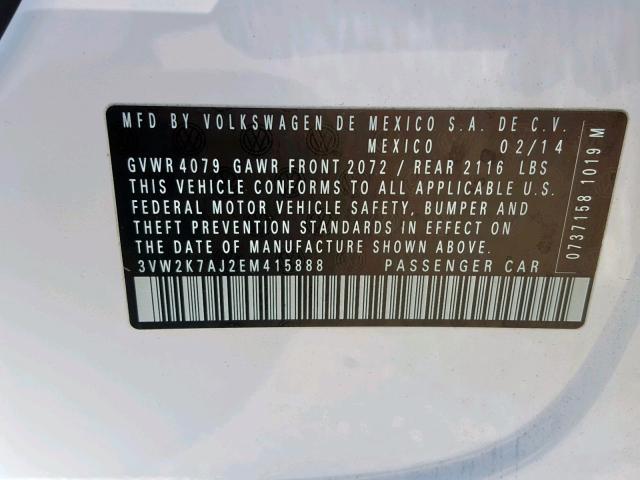 MFD BY VOLKSWAGEN DE MEXICO S.A. DE C.V.
MEXICO 02/14
GVWR 4079 GAWR FRONT 2072 / REAR 2116 LBS
THIS VEHICLE CONFORMS TO ALL APPLICABLE U.S.
FEDERAL MOTOR VEHICLE SAFETY, BUMPER AND
THEFT PREVENTION STANDARDS IN EFFECT ON
THE DATE OF MANUFACTURE SHOWN ABOVE.
3VW2K7AJ2EM415888 PASSENGER CAR
0737158 1019 M